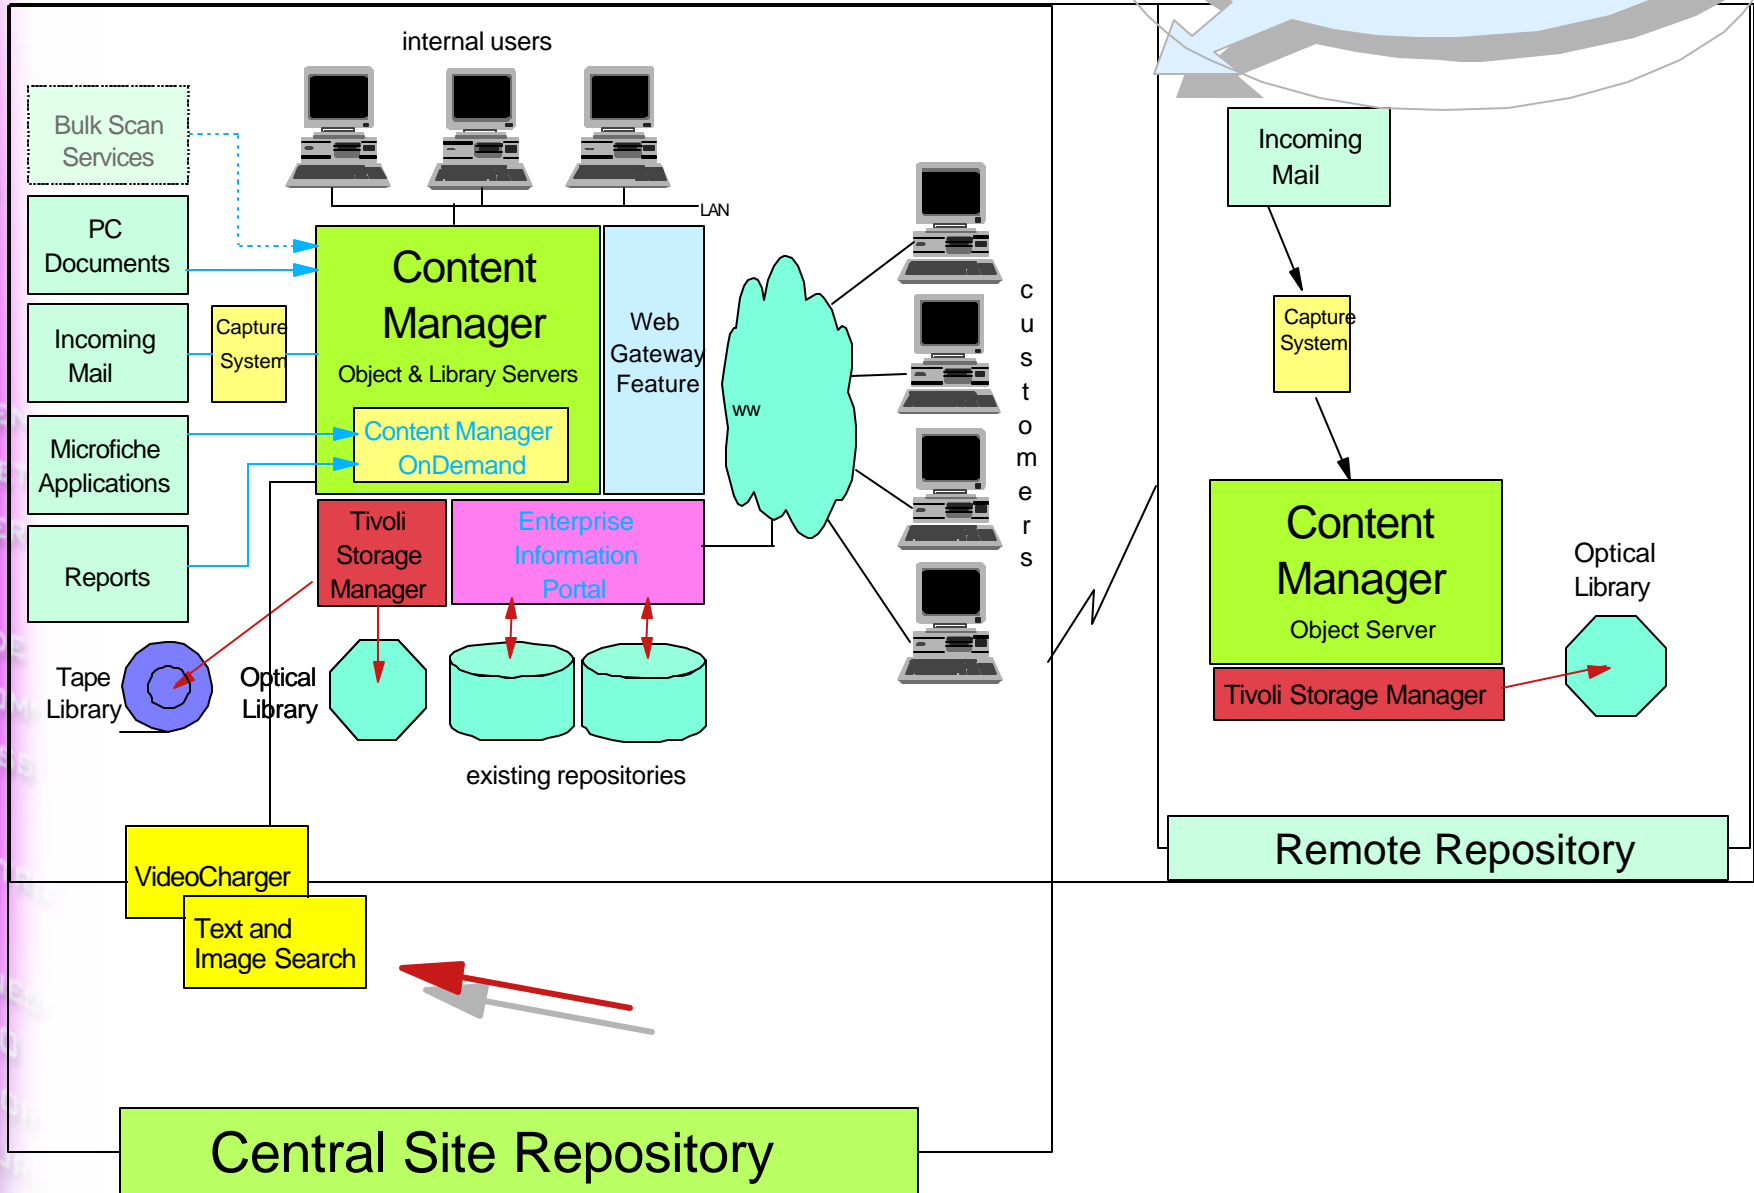 internal users
Bulk Scan
Services
PC
Documents
Incoming
Mail
Capture
System
Microfiche
Applications
Reports
LAN
Content
Manager
Object & Library Servers
Content Manager
OnDemand
Web
Gateway
Feature
ww
customers
Tivoli
Storage
Manager
Enterprise
Information
Portal
Tape
Library
Optical
Library
existing repositories
VideoCharger
Text and
Image Search
Central Site Repository
Incoming
Mail
Capture
System
Content
Manager
Object Server
Tivoli Storage Manager
Optical
Library
Remote Repository